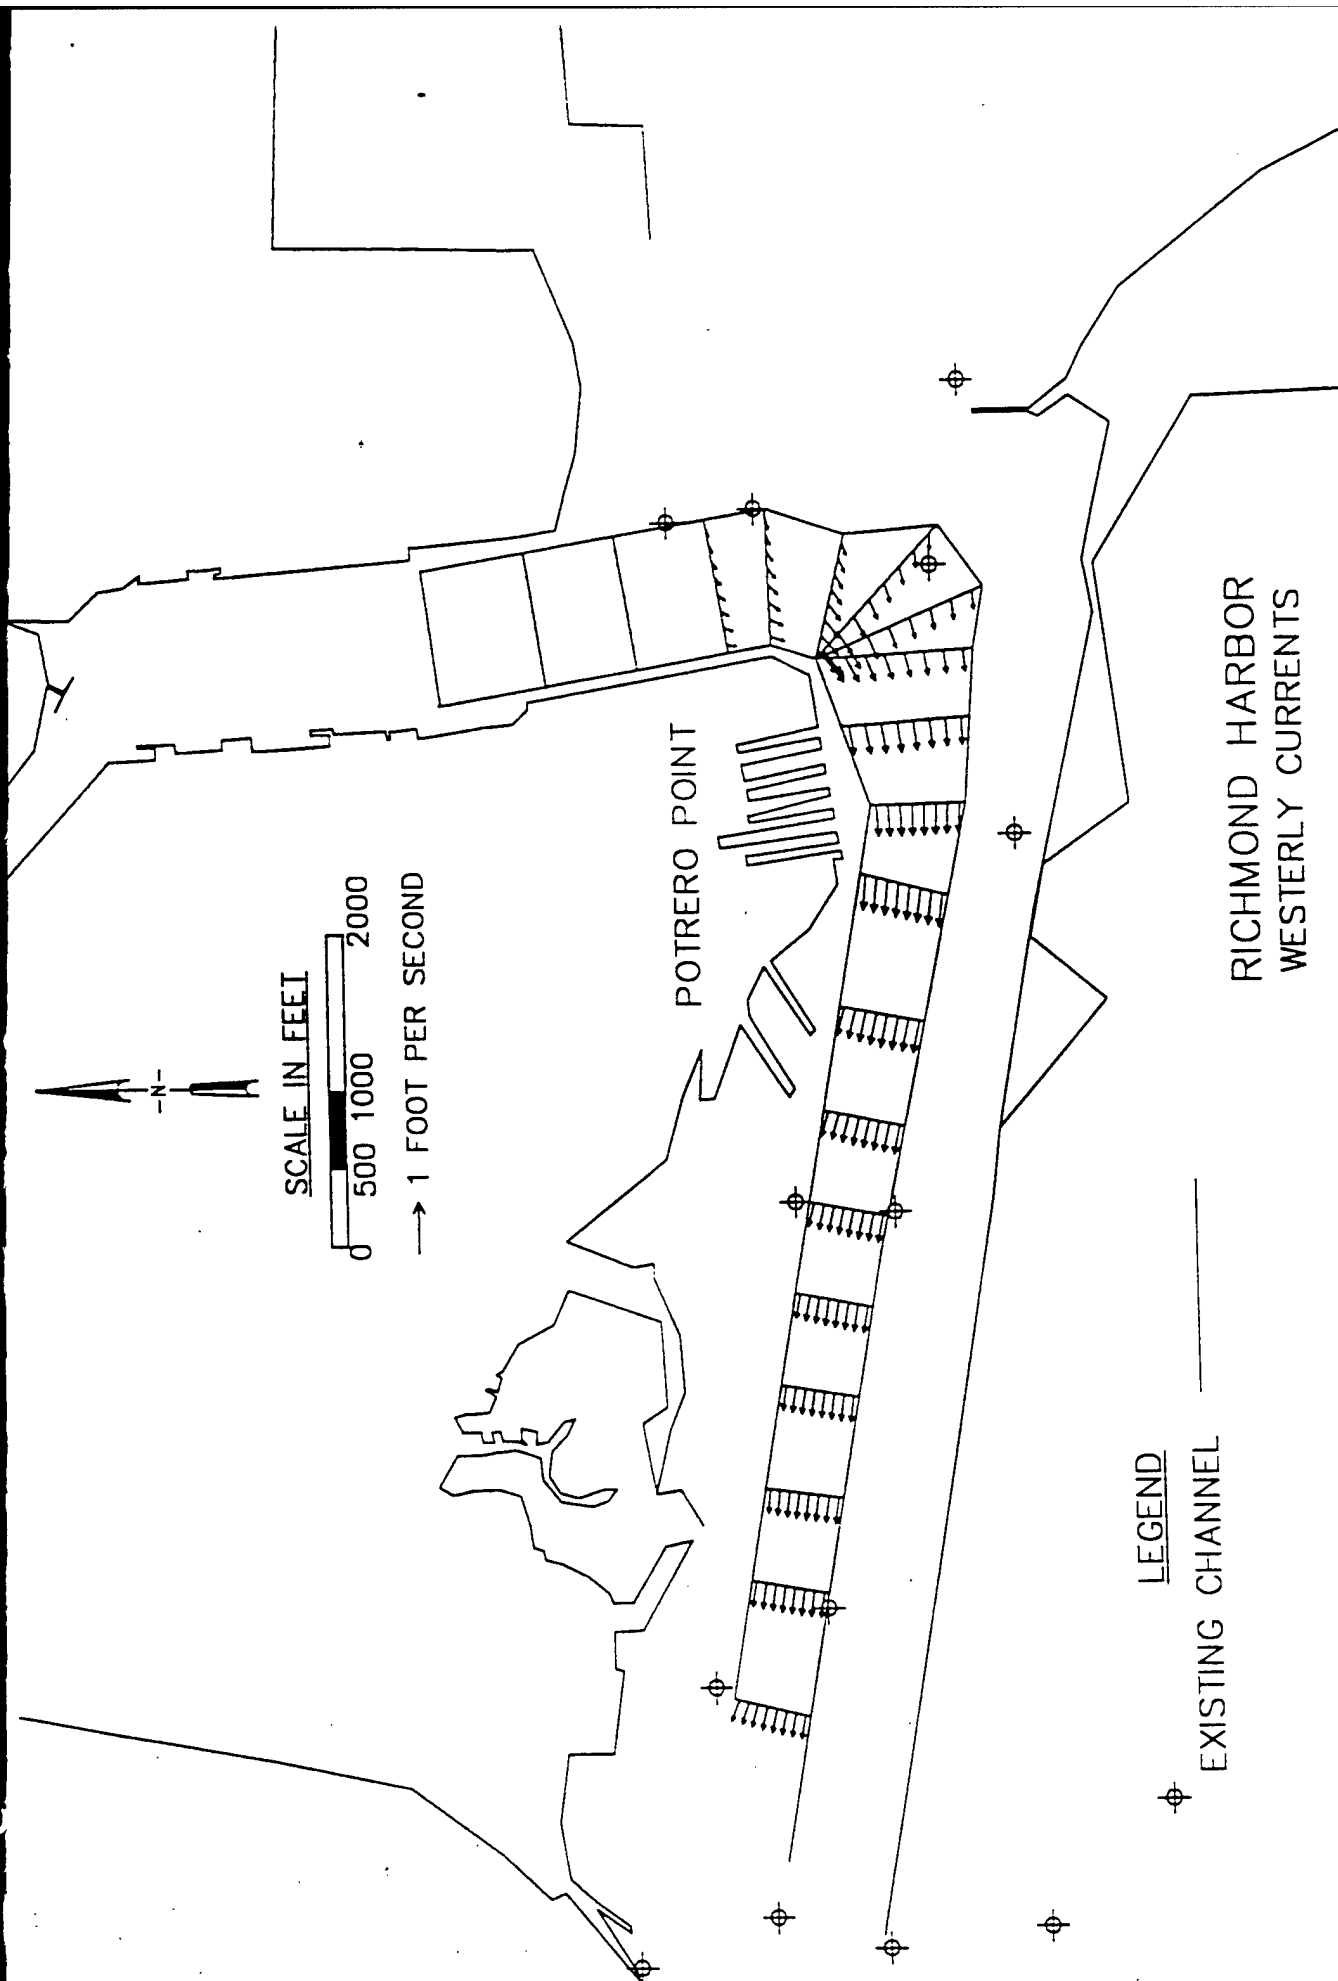 SCALE IN FEET
0 500 1000 2000
1 FOOT PER SECOND
-N-
POTRERO POINT
RICHMOND HARBOR
WESTERLY CURRENTS
LEGEND
EXISTING CHANNEL